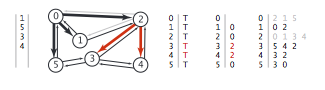 1
5
3
4
0
2
1
3
5
4
0 T 0 0 2 1 5
1 T 1 0 1 0 2
2 T 2 0 2 0 1 3 4
3 T 3 2 3 5 4 2
4 T 4 2 4 3 2
5 T 5 0 5 3 0